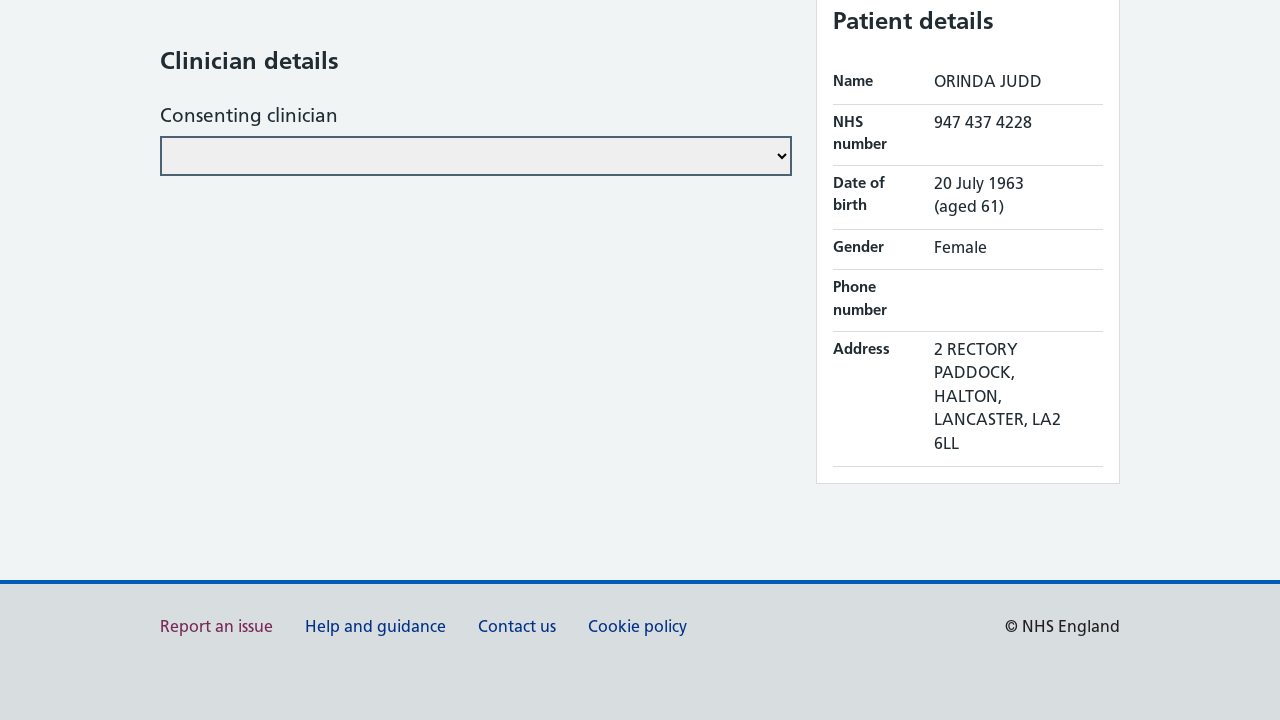 Clinician details
Consenting clinician
Patient details
Name ORINDA JUDD
NHS number 947 437 4228
Date of birth 20 July 1963 (aged 61)
Gender Female
Phone number
Address 2 RECTORY
PADDOCK,
HALTON,
LANCASTER, LA2
6LL
Report an issue Help and guidance Contact us Cookie policy © NHS England